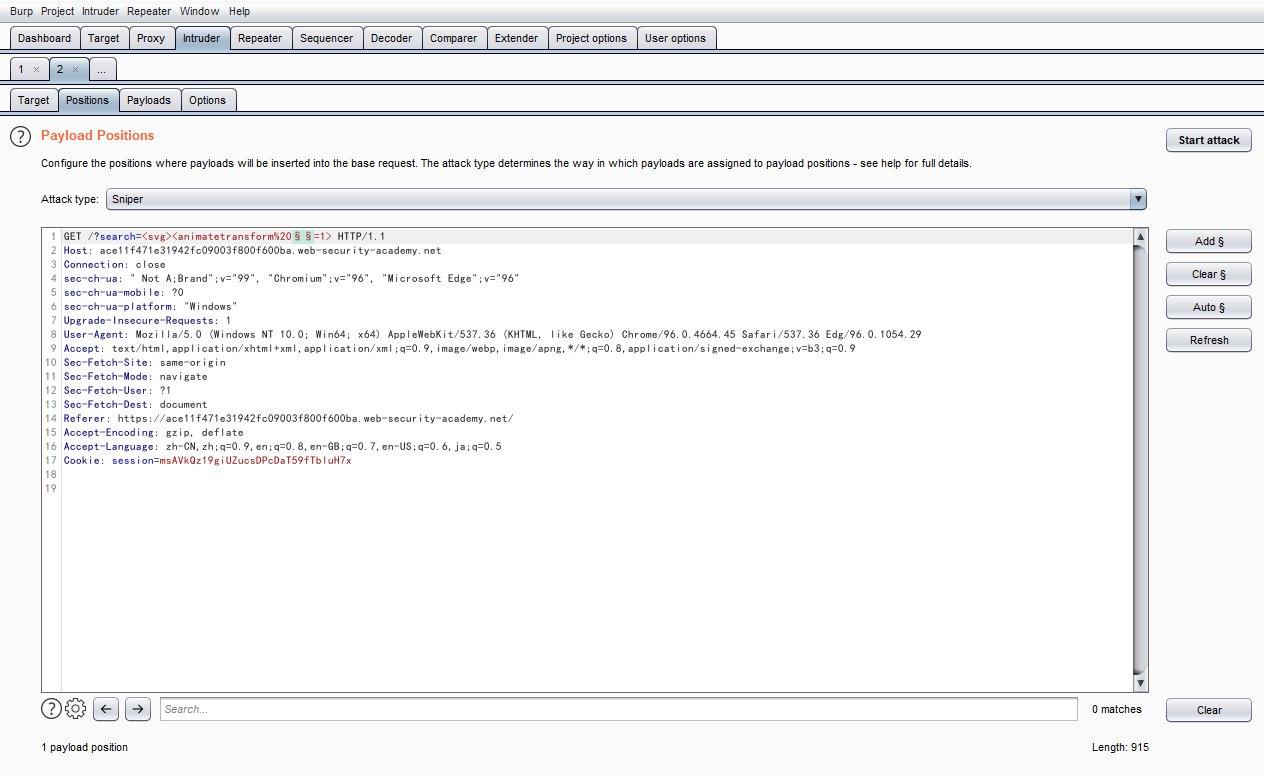 Burp Project Intruder Repeater Window Help
Dashboard Target Proxy Intruder Repeater Sequencer Decoder Comparer Extender Project options User options
1 × 2 × ...
Target Positions Payloads Options
? Payload Positions
Start attack
Configure the positions where payloads will be inserted into the base request. The attack type determines the way in which payloads are assigned to payload positions - see help for full details.
Attack type: Sniper
1 GET /?search=<svg><animatetransform%20§§=1> HTTP/1.1
2 Host: ace11f471e31942fc09003f800f600ba.web-security-academy.net
3 Connection: close
4 sec-ch-ua: " Not A;Brand";v="99", "Chromium";v="96", "Microsoft Edge";v="96"
5 sec-ch-ua-mobile: ?0
6 sec-ch-ua-platform: "Windows"
7 Upgrade-Insecure-Requests: 1
8 User-Agent: Mozilla/5.0 (Windows NT 10.0; Win64; x64) AppleWebKit/537.36 (KHTML, like Gecko) Chrome/96.0.4664.45 Safari/537.36 Edg/96.0.1054.29
9 Accept: text/html,application/xhtml+xml,application/xml;q=0.9,image/webp,image/apng,*/*;q=0.8,application/signed-exchange;v=b3;q=0.9
10 Sec-Fetch-Site: same-origin
11 Sec-Fetch-Mode: navigate
12 Sec-Fetch-User: ?1
13 Sec-Fetch-Dest: document
14 Referer: https://ace11f471e31942fc09003f800f600ba.web-security-academy.net/
15 Accept-Encoding: gzip, deflate
16 Accept-Language: zh-CN,zh;q=0.9,en;q=0.8,en-GB;q=0.7,en-US;q=0.6,ja;q=0.5
17 Cookie: session=msAVkQz19giUZucsDPcDaT59fTbluH7x
18
19
Add §
Clear §
Auto §
Refresh
? Search... 0 matches Clear
1 payload position Length: 915